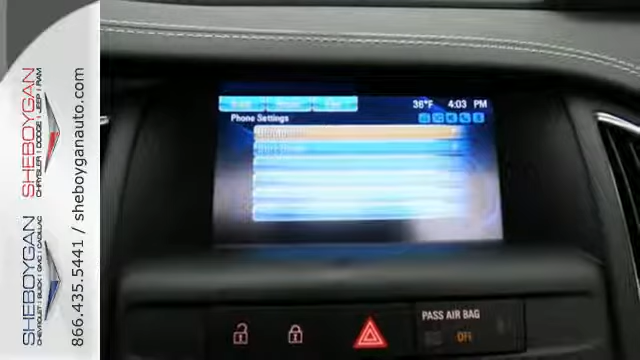 SHEBOYGAN
CHRYSLER | DODGE | JEEP | RAM
SHEBOYGAN
CHEVROLET | BUICK | GMC | CADILLAC
866.435.5441 / sheboyganauto.com
36°F 4:03 PM
Phone Settings
PASS AIR BAG
OFF